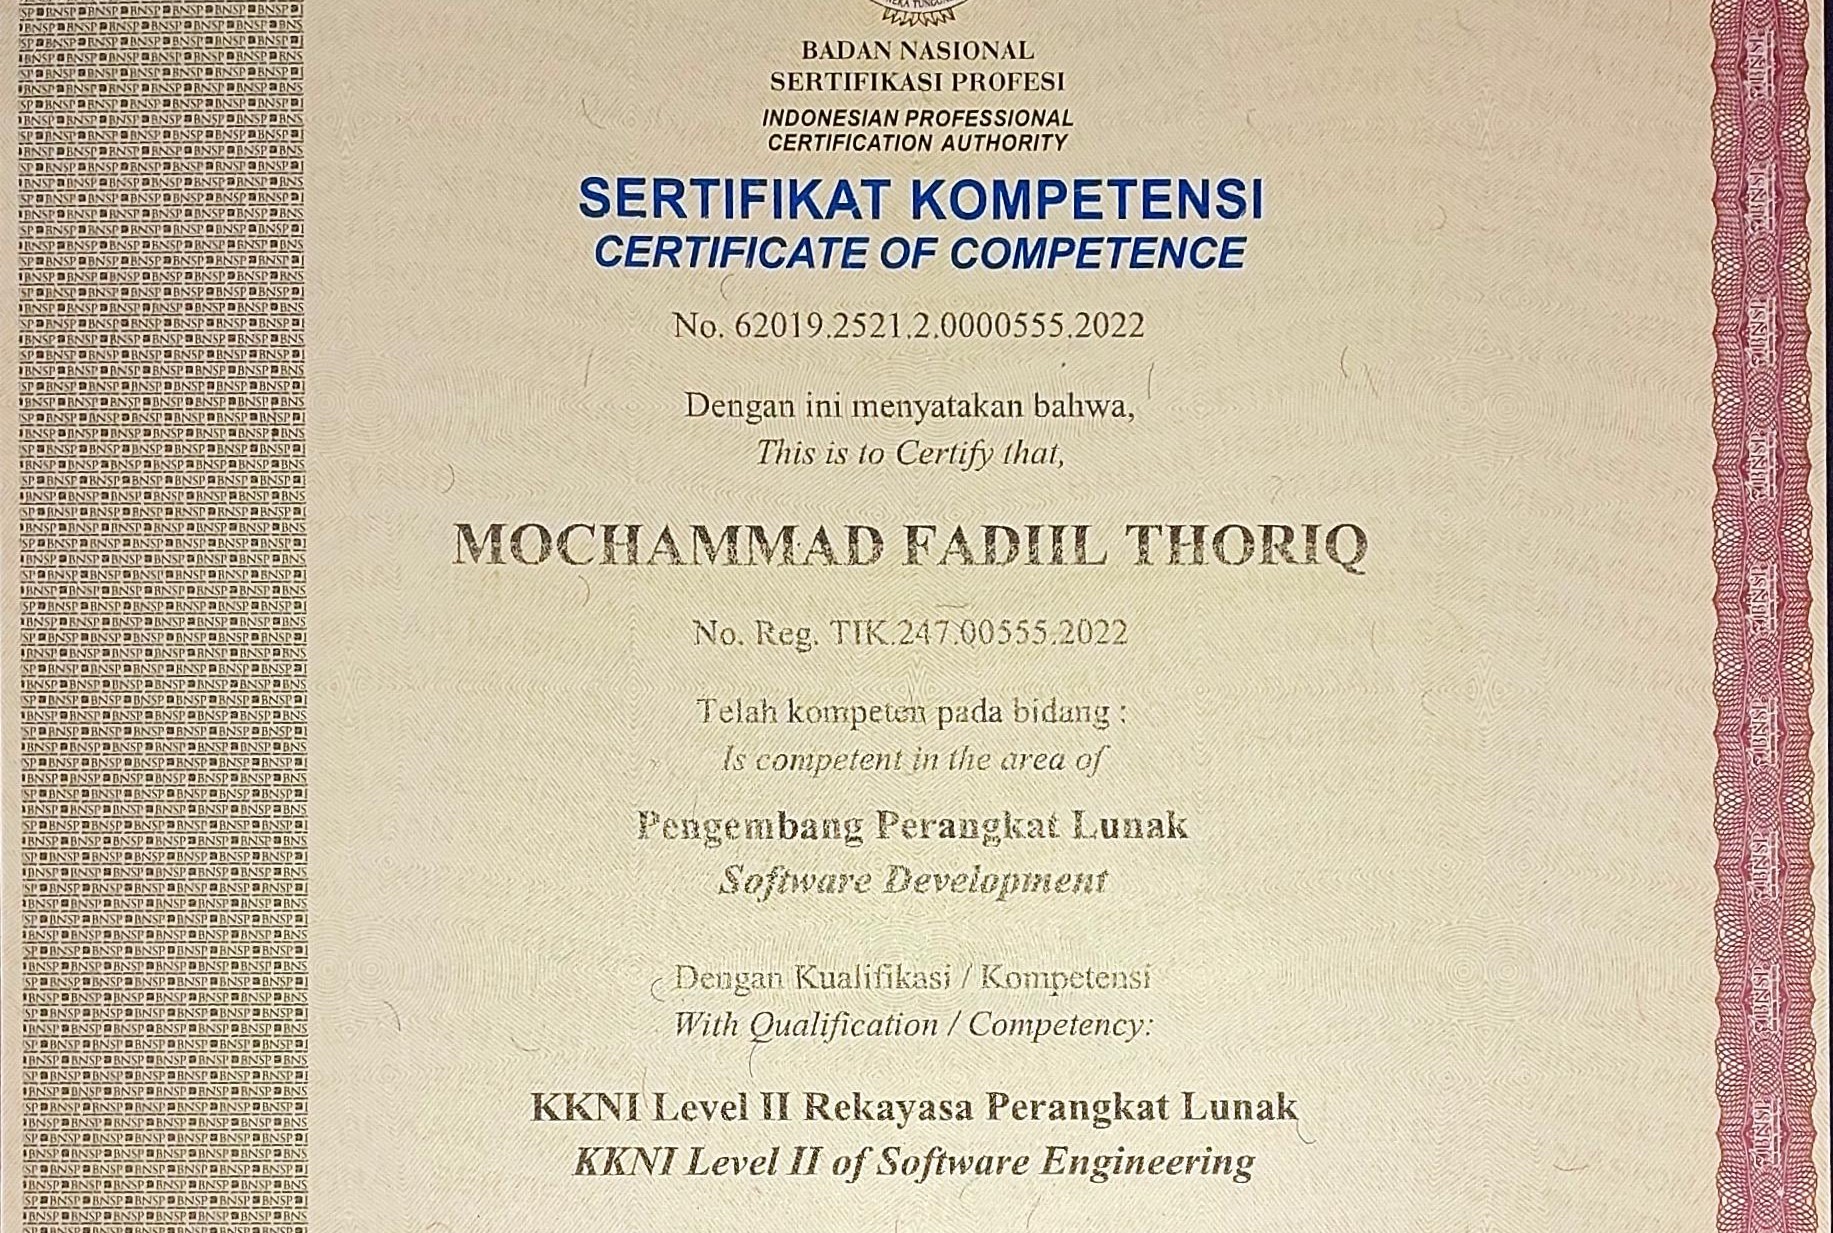 BADAN NASIONAL
SERTIFIKASI PROFESI
INDONESIAN PROFESSIONAL
CERTIFICATION AUTHORITY
SERTIFIKAT KOMPETENSI
CERTIFICATE OF COMPETENCE
No. 62019.2521.2.0000555.2022
Dengan ini menyatakan bahwa,
This is to Certify that,
MOCHAMMAD FADIIL THORIQ
No. Reg. TIK.247.00555.2022
Telah kompeten pada bidang :
Is competent in the area of
Pengembang Perangkat Lunak
Software Development
Dengan Kualifikasi / Kompetensi
With Qualification / Competency:
KKNI Level II Rekayasa Perangkat Lunak
KKNI Level II of Software Engineering